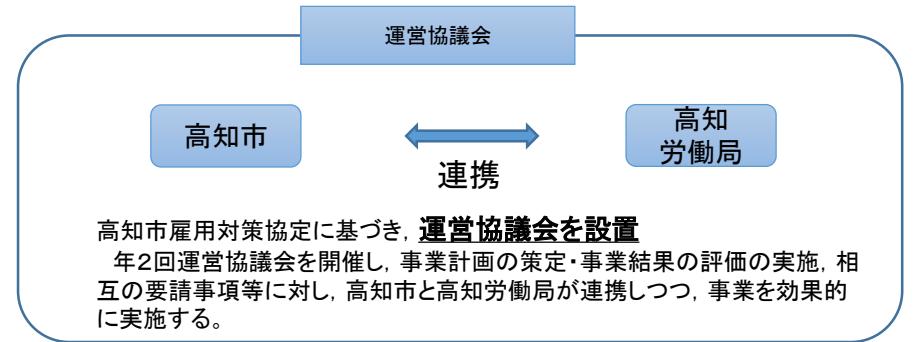 運営協議会
高知市
高知
労働局
連携
高知市雇用対策協定に基づき，運営協議会を設置
　年２回運営協議会を開催し，事業計画の策定・事業結果の評価の実施，相
互の要請事項等に対し，高知市と高知労働局が連携しつつ，事業を効果的
に実施する。